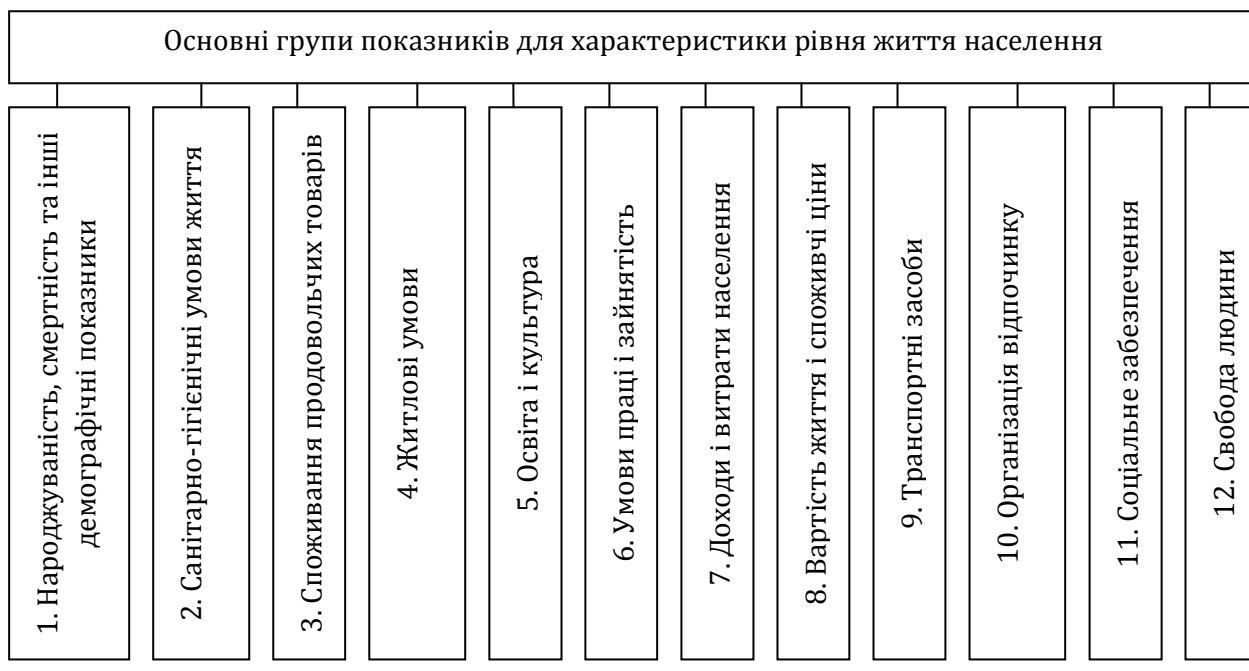 Основні групи показників для характеристики рівня життя населення
1. Народжуваність, смертність та інші
демографічні показники
2. Санітарно-гігієнічні умови життя
3. Споживання продовольчих товарів
4. Житлові умови
5. Освіта і культура
6. Умови праці і зайнятість
7. Доходи і витрати населення
8. Вартість життя і споживчі ціни
9. Транспортні засоби
10. Організація відпочинку
11. Соціальне забезпечення
12. Свобода людини